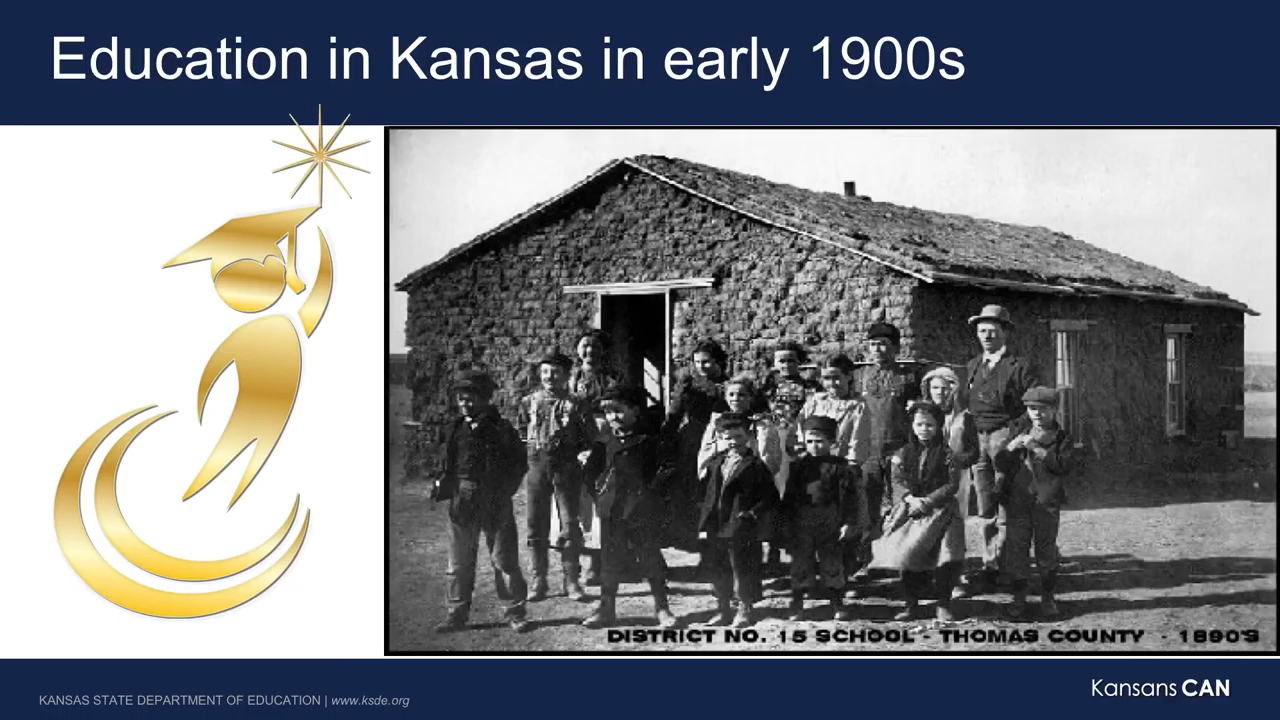 Education in Kansas in early 1900s
DISTRICT NO. 15 SCHOOL - THOMAS COUNTY - 1890'S
KANSAS STATE DEPARTMENT OF EDUCATION | www.ksde.org
Kansans CAN